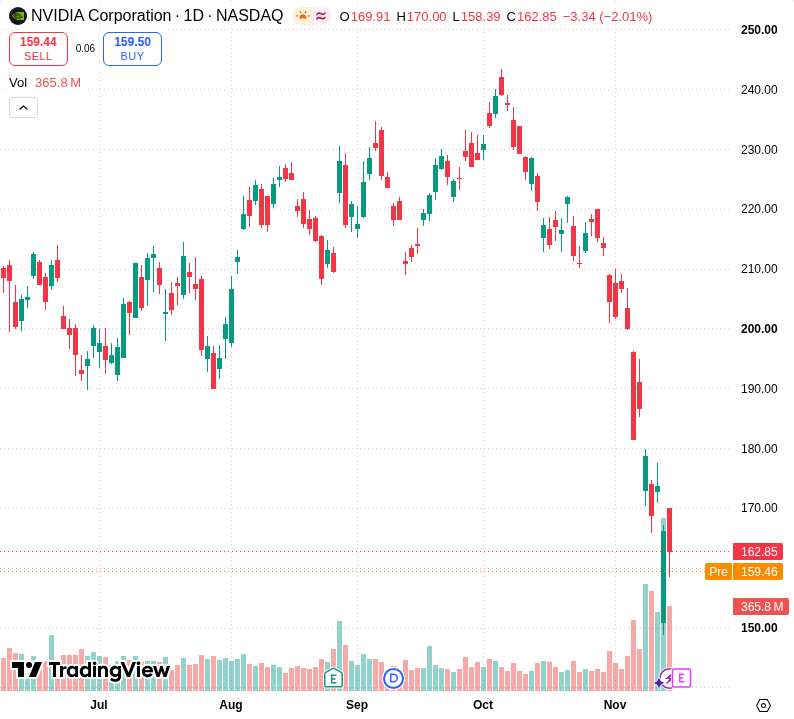 NVIDIA Corporation · 1D · NASDAQ O169.91 H170.00 L158.39 C162.85 −3.34 (−2.01%)
159.44 SELL 0.06 159.50 BUY
Vol 365.8 M
250.00
240.00
230.00
220.00
210.00
200.00
190.00
180.00
170.00
162.85
Pre 159.46
365.8 M
150.00
E D E
TradingView
Jul Aug Sep Oct Nov